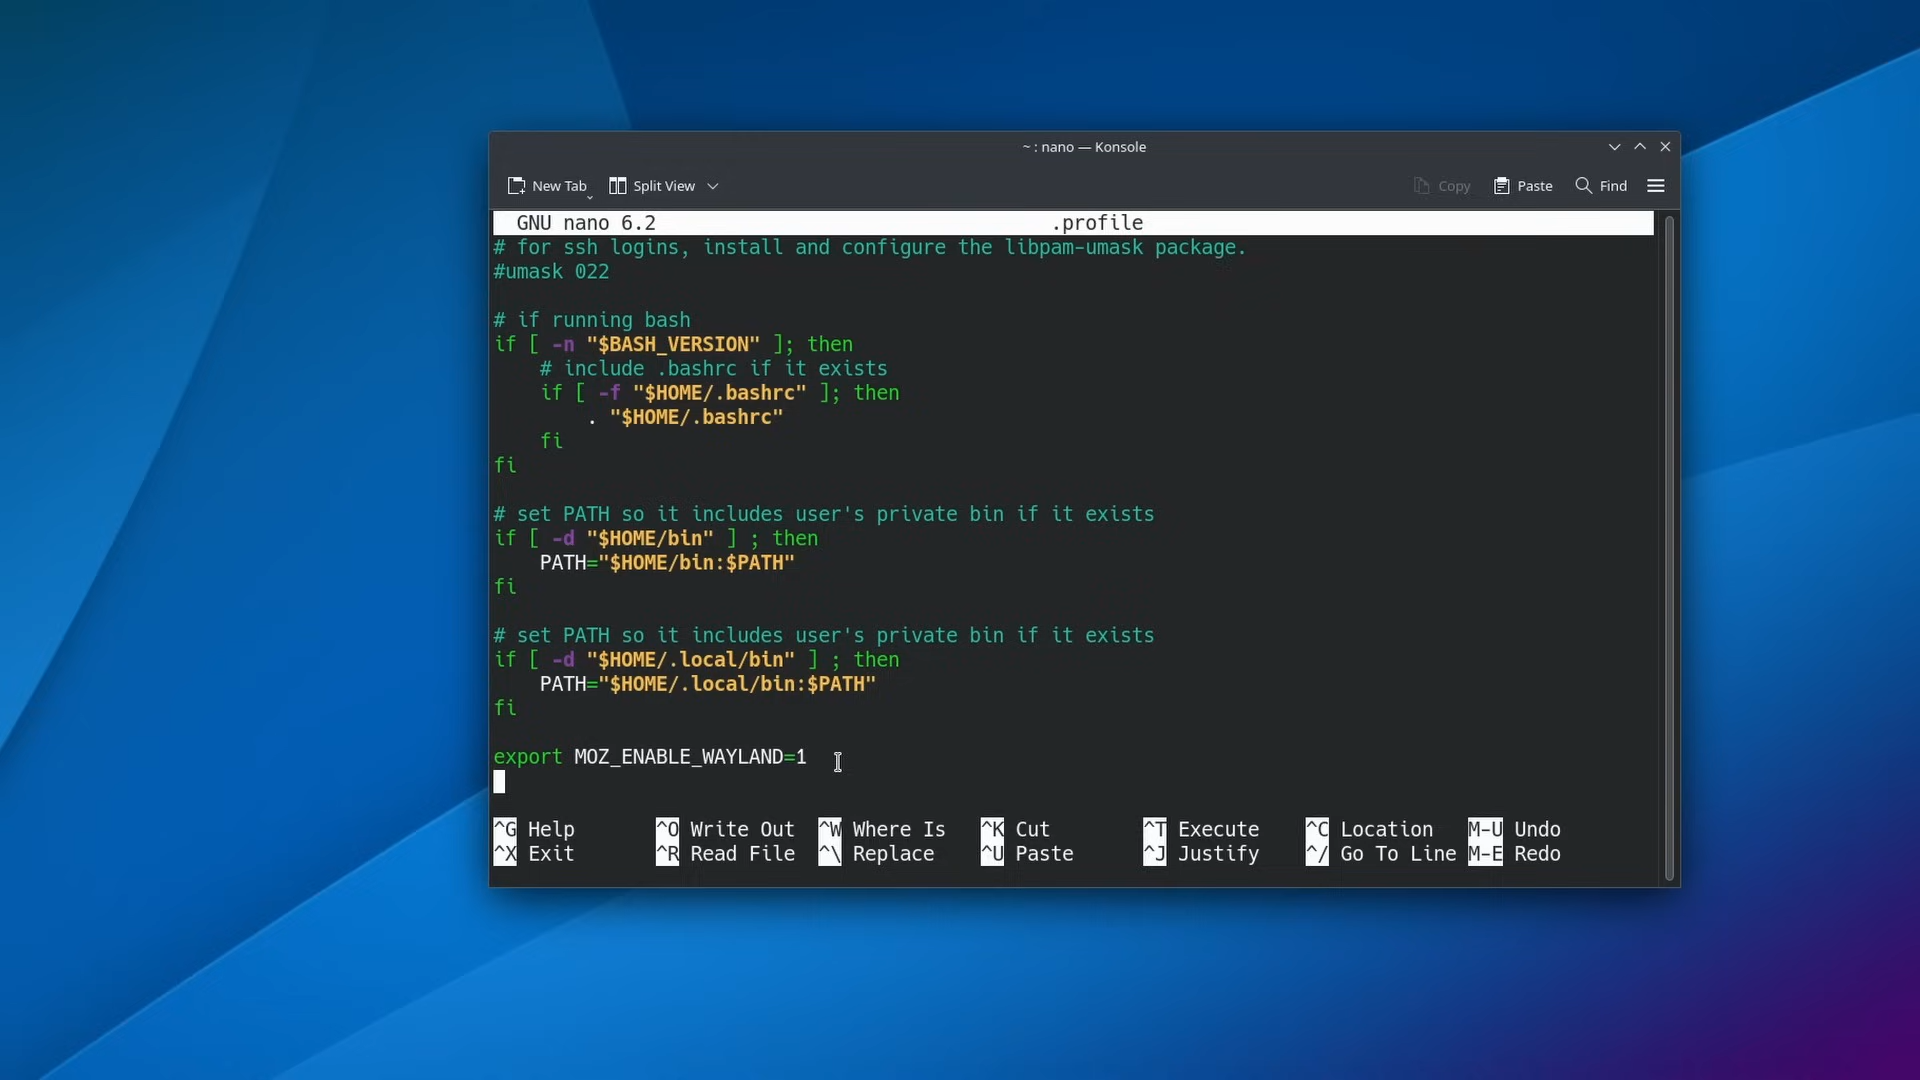 ~ : nano — Konsole
New Tab Split View Copy Paste Find
GNU nano 6.2 .profile
# for ssh logins, install and configure the libpam-umask package.
#umask 022
# if running bash
if [ -n "$BASH_VERSION" ]; then
    # include .bashrc if it exists
    if [ -f "$HOME/.bashrc" ]; then
        . "$HOME/.bashrc"
    fi
fi
# set PATH so it includes user's private bin if it exists
if [ -d "$HOME/bin" ] ; then
    PATH="$HOME/bin:$PATH"
fi
# set PATH so it includes user's private bin if it exists
if [ -d "$HOME/.local/bin" ] ; then
    PATH="$HOME/.local/bin:$PATH"
fi
export MOZ_ENABLE_WAYLAND=1
^G Help ^O Write Out ^W Where Is ^K Cut ^T Execute ^C Location M-U Undo
^X Exit ^R Read File ^\ Replace ^U Paste ^J Justify ^/ Go To Line M-E Redo